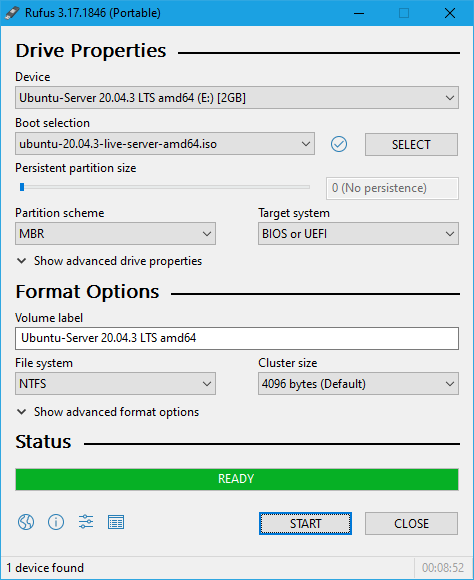 Rufus 3.17.1846 (Portable)
Drive Properties
Device
Ubuntu-Server 20.04.3 LTS amd64 (E:) [2GB]
Boot selection
ubuntu-20.04.3-live-server-amd64.iso
SELECT
Persistent partition size
0 (No persistence)
Partition scheme
Target system
MBR
BIOS or UEFI
Show advanced drive properties
Format Options
Volume label
Ubuntu-Server 20.04.3 LTS amd64
File system
Cluster size
NTFS
4096 bytes (Default)
Show advanced format options
Status
READY
START
CLOSE
1 device found
00:08:52